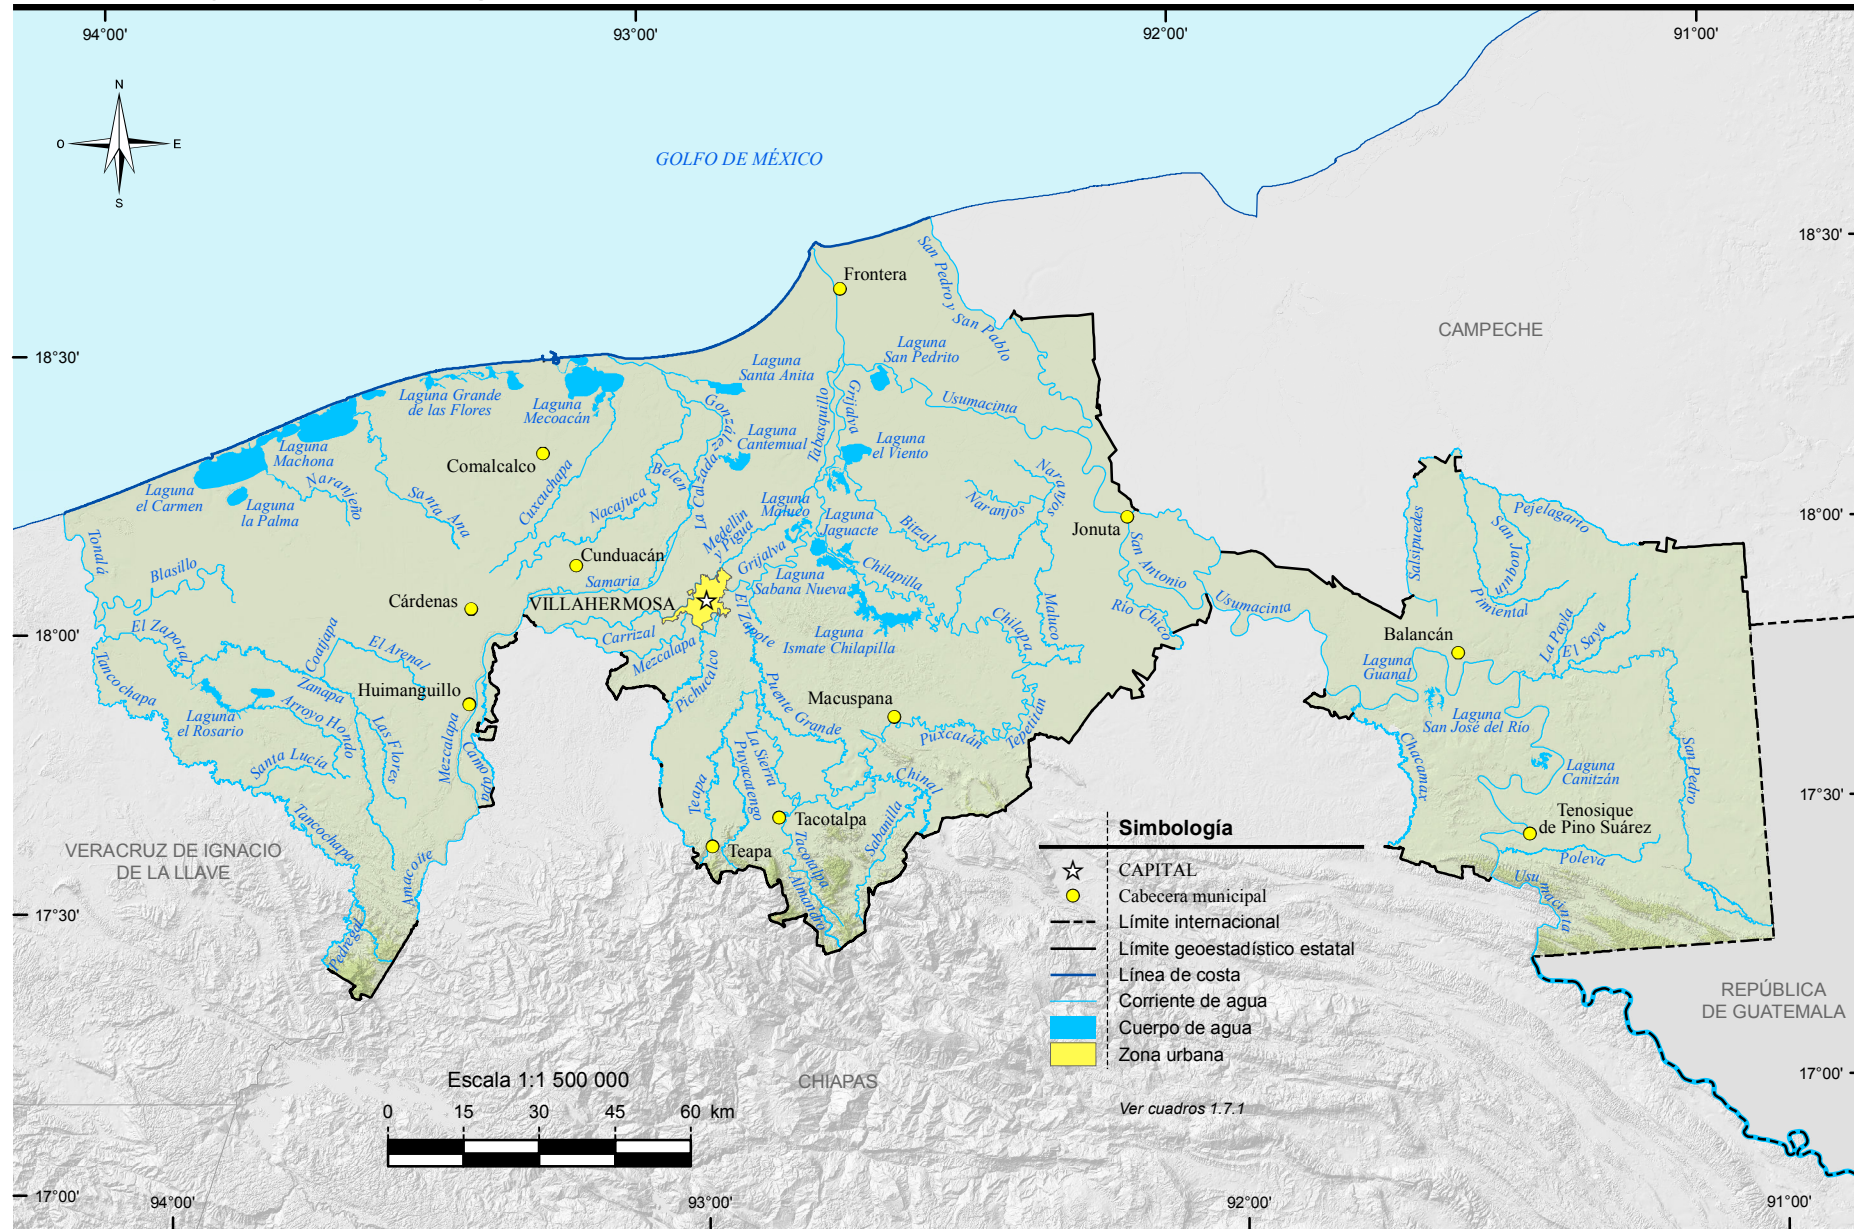 94°00'
93°00'
92°00'
91°00'
N
O
E
S
GOLFO DE MÉXICO
18°30'
18°30'
CAMPECHE
Frontera
San Pedro y San Pablo
Laguna
San Pedrito
Laguna
Santa Anita
Laguna Grande
de las Flores
Laguna
Mecoacán
González
Tabasquillo
Grijalva
Usumacinta
Laguna
Cantemual
Laguna
el Viento
Laguna
Machona
Comalcalco
Naranjeño
Santa Ana
Cuxcuchapa
Belen
La Calzada
Nacajuca
Naranjos
Naranjos
Laguna
el Carmen
Laguna
la Palma
Laguna
Maluco
Medellin
y Pigua
Laguna
Jaguacte
Bitzal
Jonuta
18°00'
Pejelagarto
San Joaquín
Salsipuedes
Tonalá
Blasillo
Cunduacán
Samaria
Grijalva
Laguna
Sabana Nueva
Chilapilla
San Antonio
Pimiental
Cárdenas
VILLAHERMOSA
El Zapote
Río Chico
Usumacinta
18°00'
El Zapotal
Coatjapa
El Arenal
Carrizal
Mezcalapa
Laguna
Ismate Chilapilla
Chilapa
Maluco
Balancán
La Payla
El Saya
Tancochapa
Zanapa
Huimanguillo
Pichucalco
Macuspana
Laguna
Guanal
Laguna
el Rosario
Arroyo Hondo
Las Flores
Mezcalapa
Camoapa
Puente Grande
Puxcatán
Tepetitán
Laguna
San José del Río
Santa Lucía
La Sierra
Puyacatengo
Teapa
Chinal
Chacamax
Laguna
Canitzán
San Pedro
17°30'
Tancochapa
Tacotalpa
Sabanilla
Tenosique
de Pino Suárez
VERACRUZ DE IGNACIO
DE LA LLAVE
Teapa
Tacotalpa
Almandro
Poleva
Usumacinta
17°30'
Pedregal
Simbología
CAPITAL
Cabecera municipal
Límite internacional
Límite geoestadístico estatal
Línea de costa
Corriente de agua
Cuerpo de agua
Zona urbana
Ver cuadros 1.7.1
REPÚBLICA
DE GUATEMALA
17°00'
CHIAPAS
Escala 1:1 500 000
0 15 30 45 60 km
17°00'
94°00'
93°00'
92°00'
91°00'